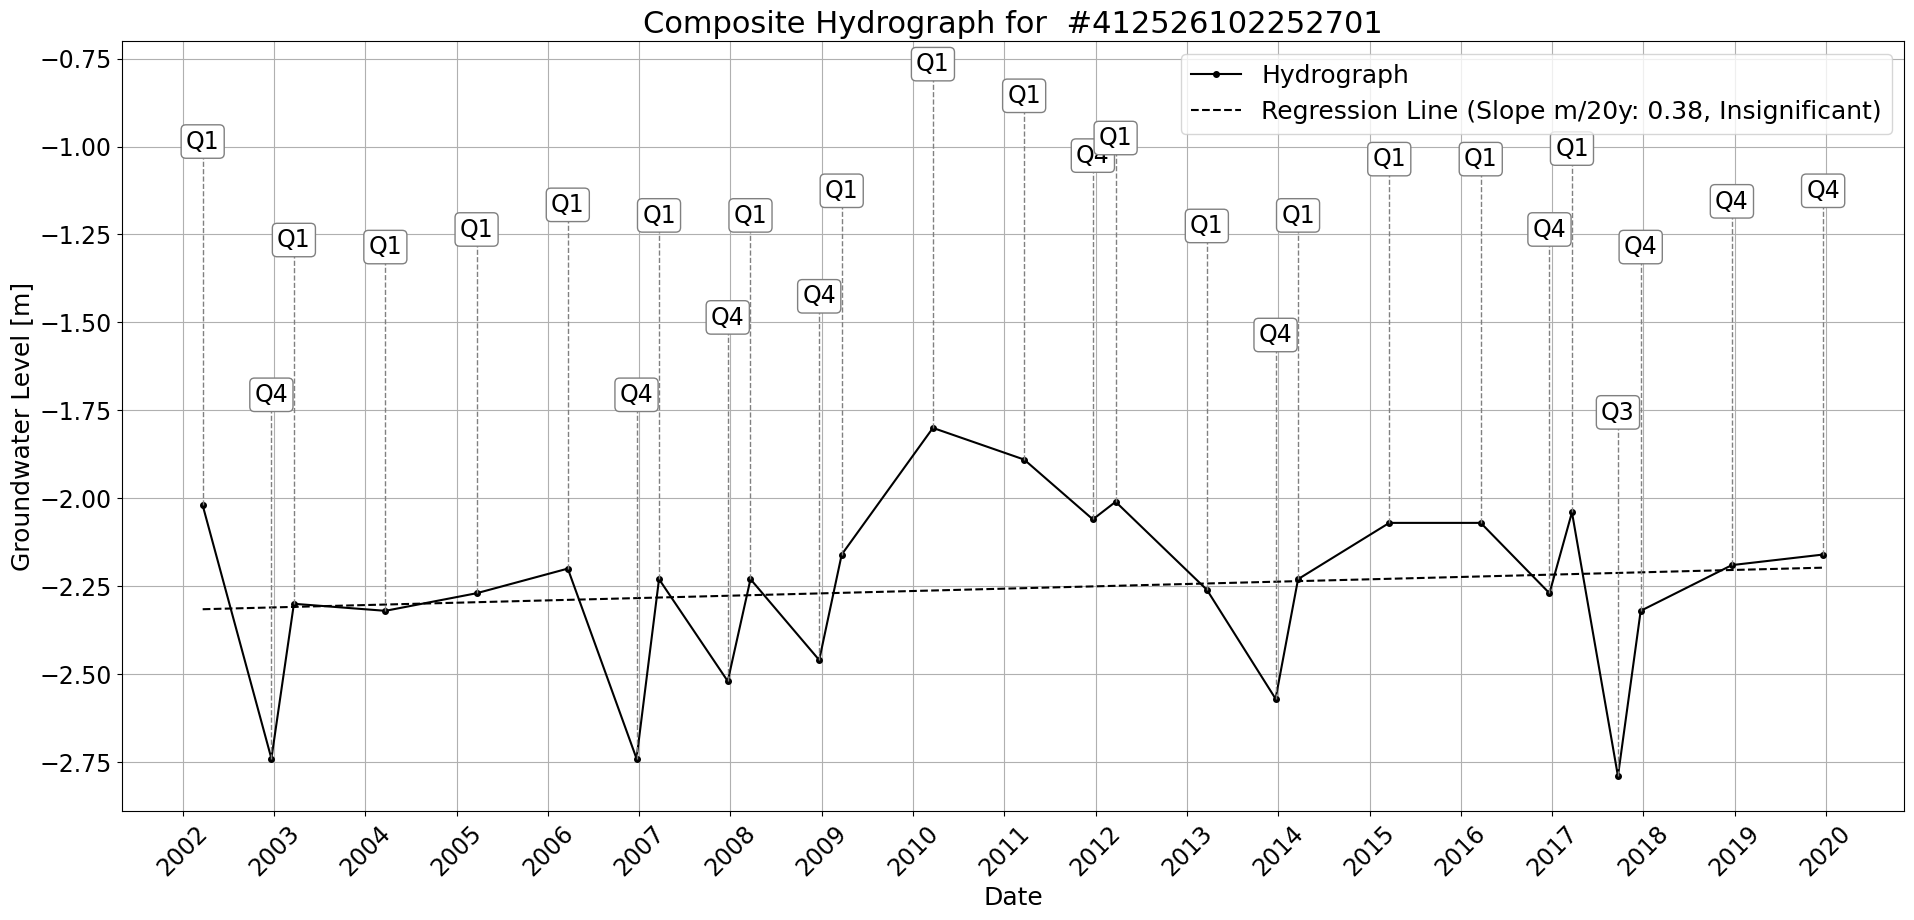 Composite Hydrograph for  #412526102252701
Hydrograph
Regression Line (Slope m/20y: 0.38, Insignificant)
Groundwater Level [m]
−0.75
−1.00
−1.25
−1.50
−1.75
−2.00
−2.25
−2.50
−2.75
Q1
Q4
Q1
Q1
Q1
Q1
Q4
Q1
Q4
Q1
Q4
Q1
Q1
Q1
Q4
Q1
Q1
Q4
Q1
Q1
Q1
Q4
Q1
Q3
Q4
Q4
Q4
2002
2003
2004
2005
2006
2007
2008
2009
2010
2011
2012
2013
2014
2015
2016
2017
2018
2019
2020
Date